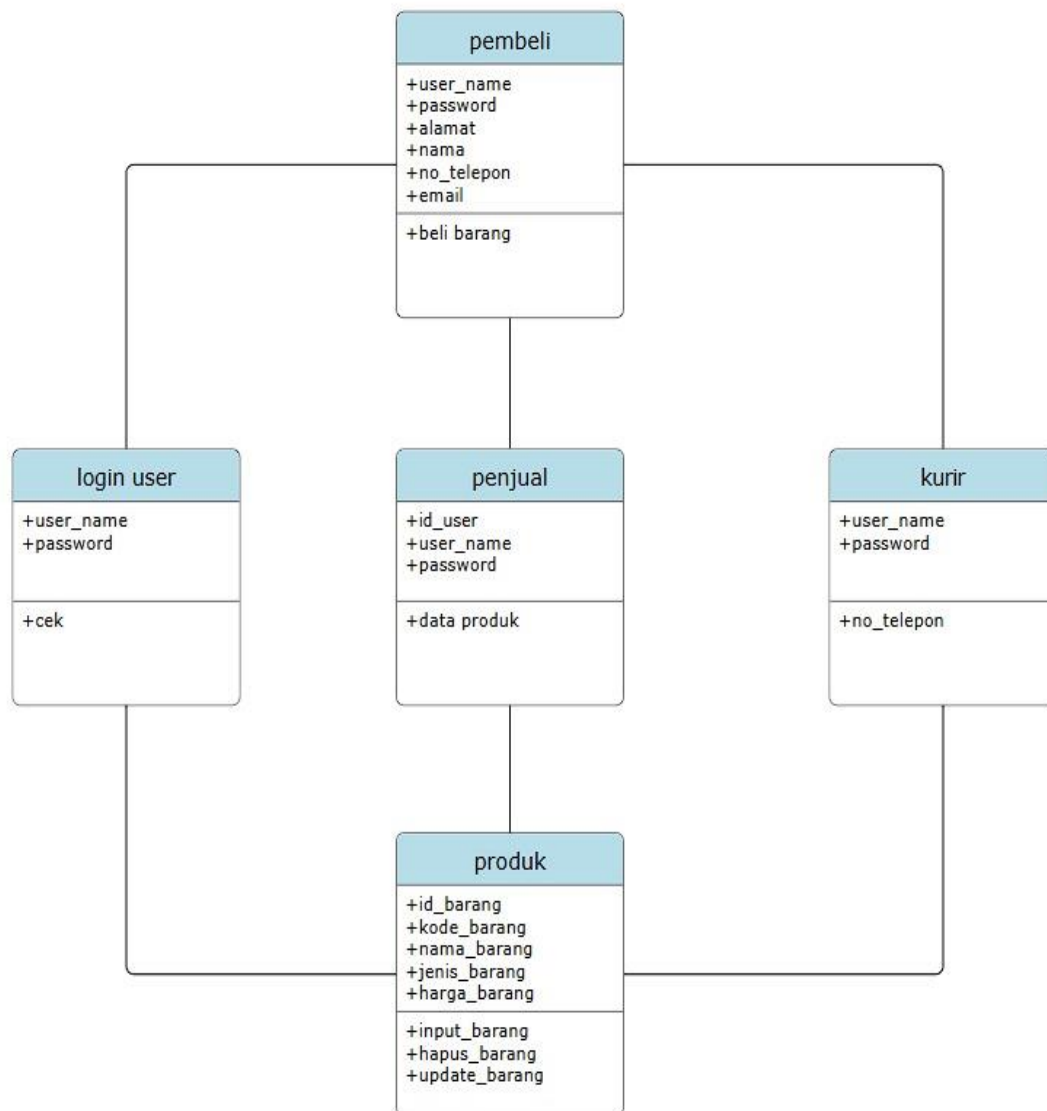 pembeli
+user_name
+password
+alamat
+nama
+no_telepon
+email
+beli barang
login user
+user_name
+password
+cek
penjual
+id_user
+user_name
+password
+data produk
kurir
+user_name
+password
+no_telepon
produk
+id_barang
+kode_barang
+nama_barang
+jenis_barang
+harga_barang
+input_barang
+hapus_barang
+update_barang